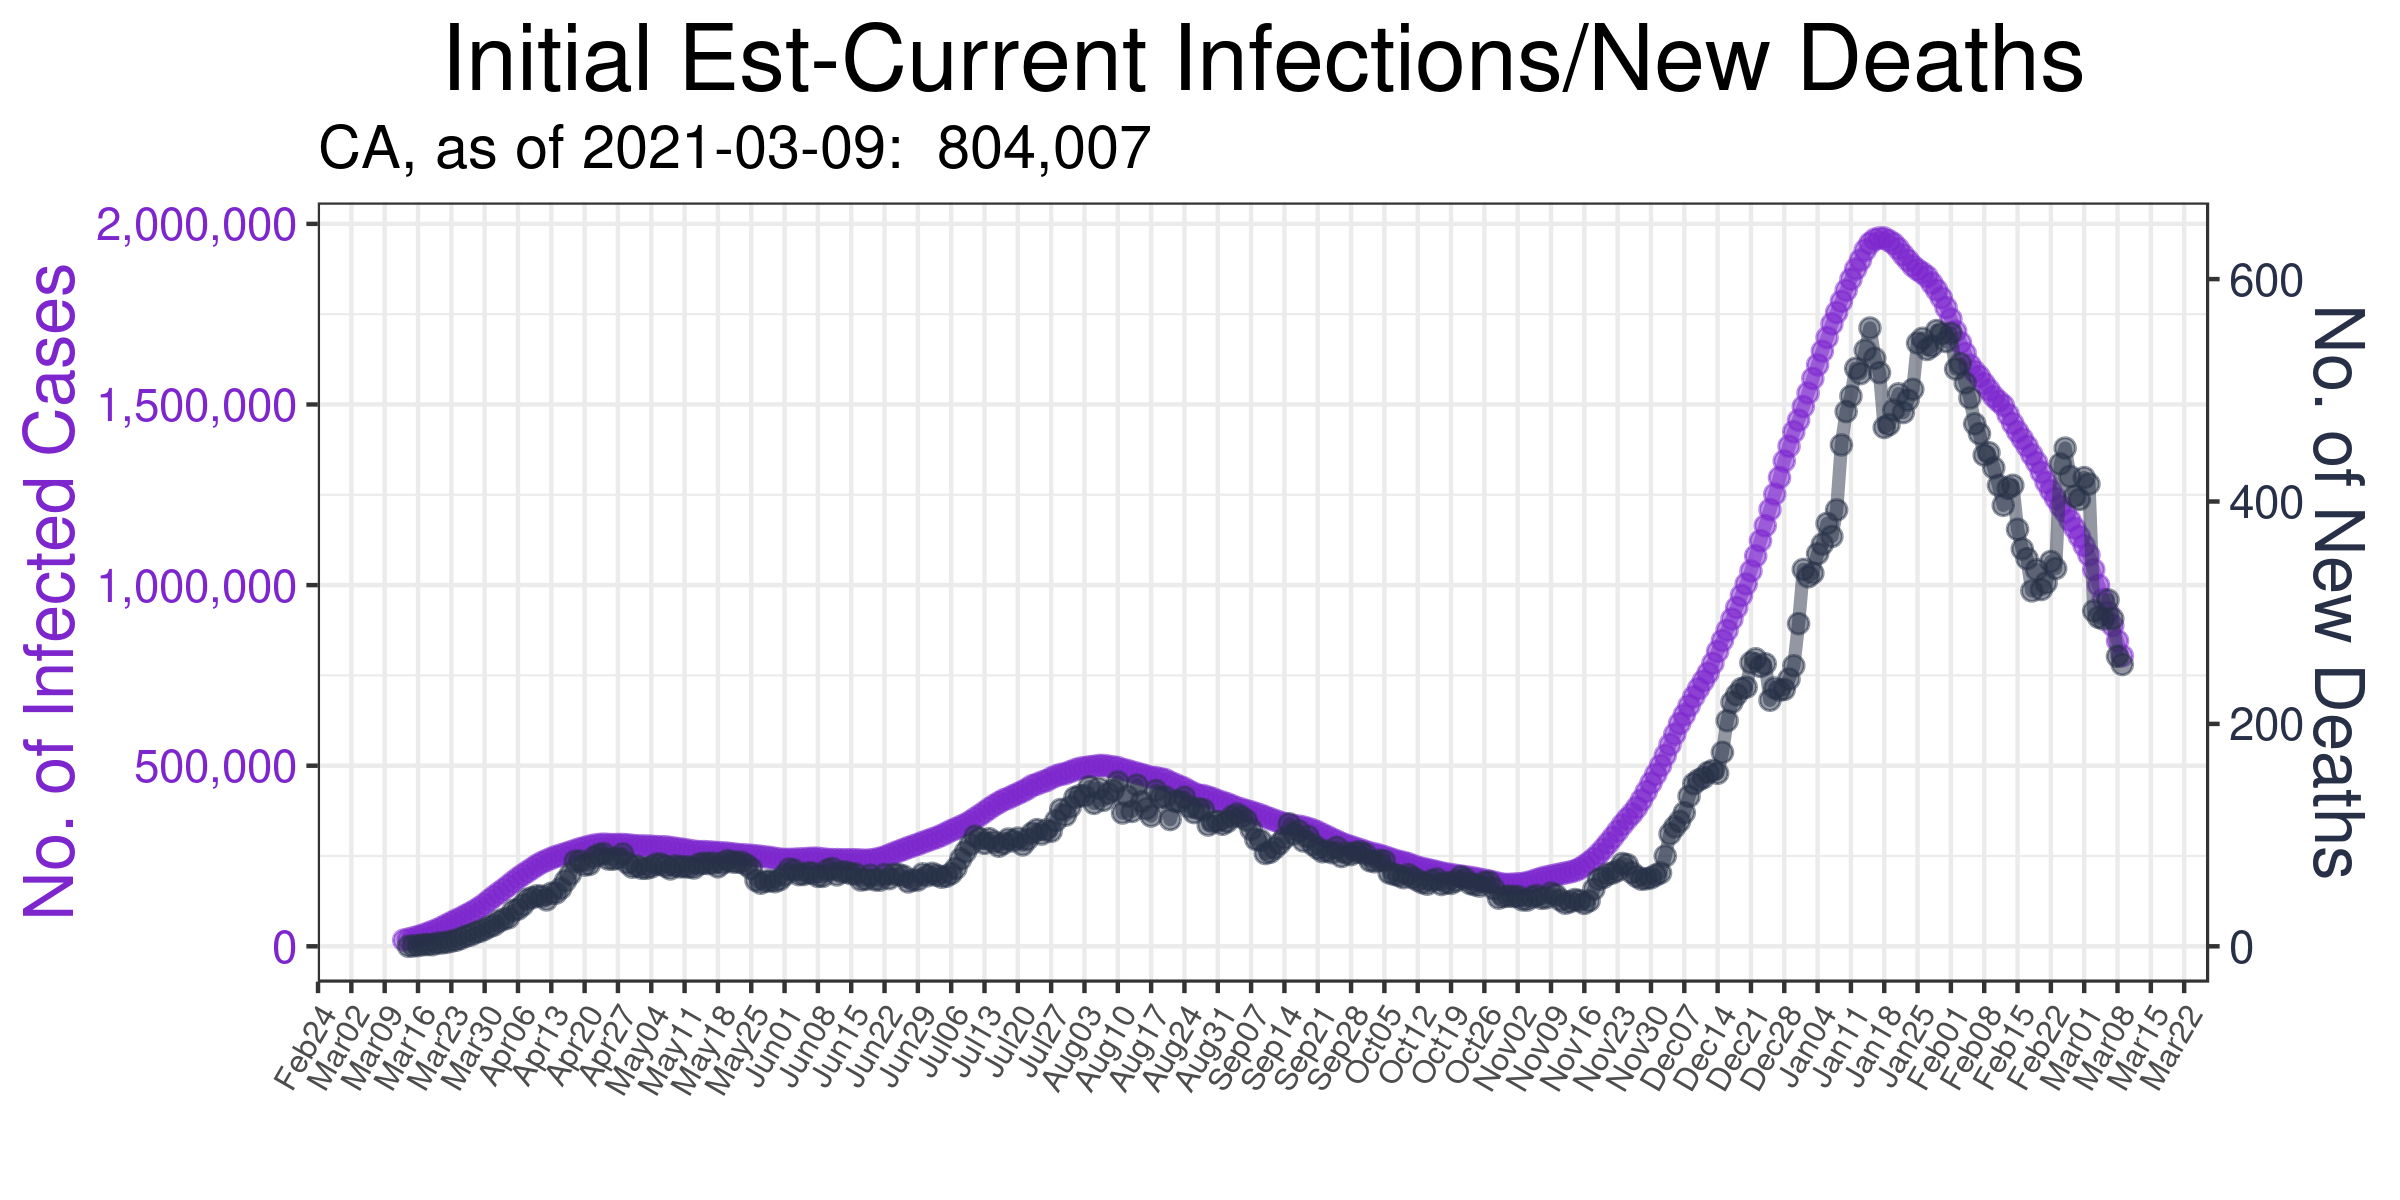 Initial Est-Current Infections/New Deaths
CA, as of 2021-03-09:  804,007
No. of Infected Cases
2,000,000
1,500,000
1,000,000
500,000
0
600
400
200
0
No. of New Deaths
Feb24
Mar02
Mar09
Mar16
Mar23
Mar30
Apr06
Apr13
Apr20
Apr27
May04
May11
May18
May25
Jun01
Jun08
Jun15
Jun22
Jun29
Jul06
Jul13
Jul20
Jul27
Aug03
Aug10
Aug17
Aug24
Aug31
Sep07
Sep14
Sep21
Sep28
Oct05
Oct12
Oct19
Oct26
Nov02
Nov09
Nov16
Nov23
Nov30
Dec07
Dec14
Dec21
Dec28
Jan04
Jan11
Jan18
Jan25
Feb01
Feb08
Feb15
Feb22
Mar01
Mar08
Mar15
Mar22